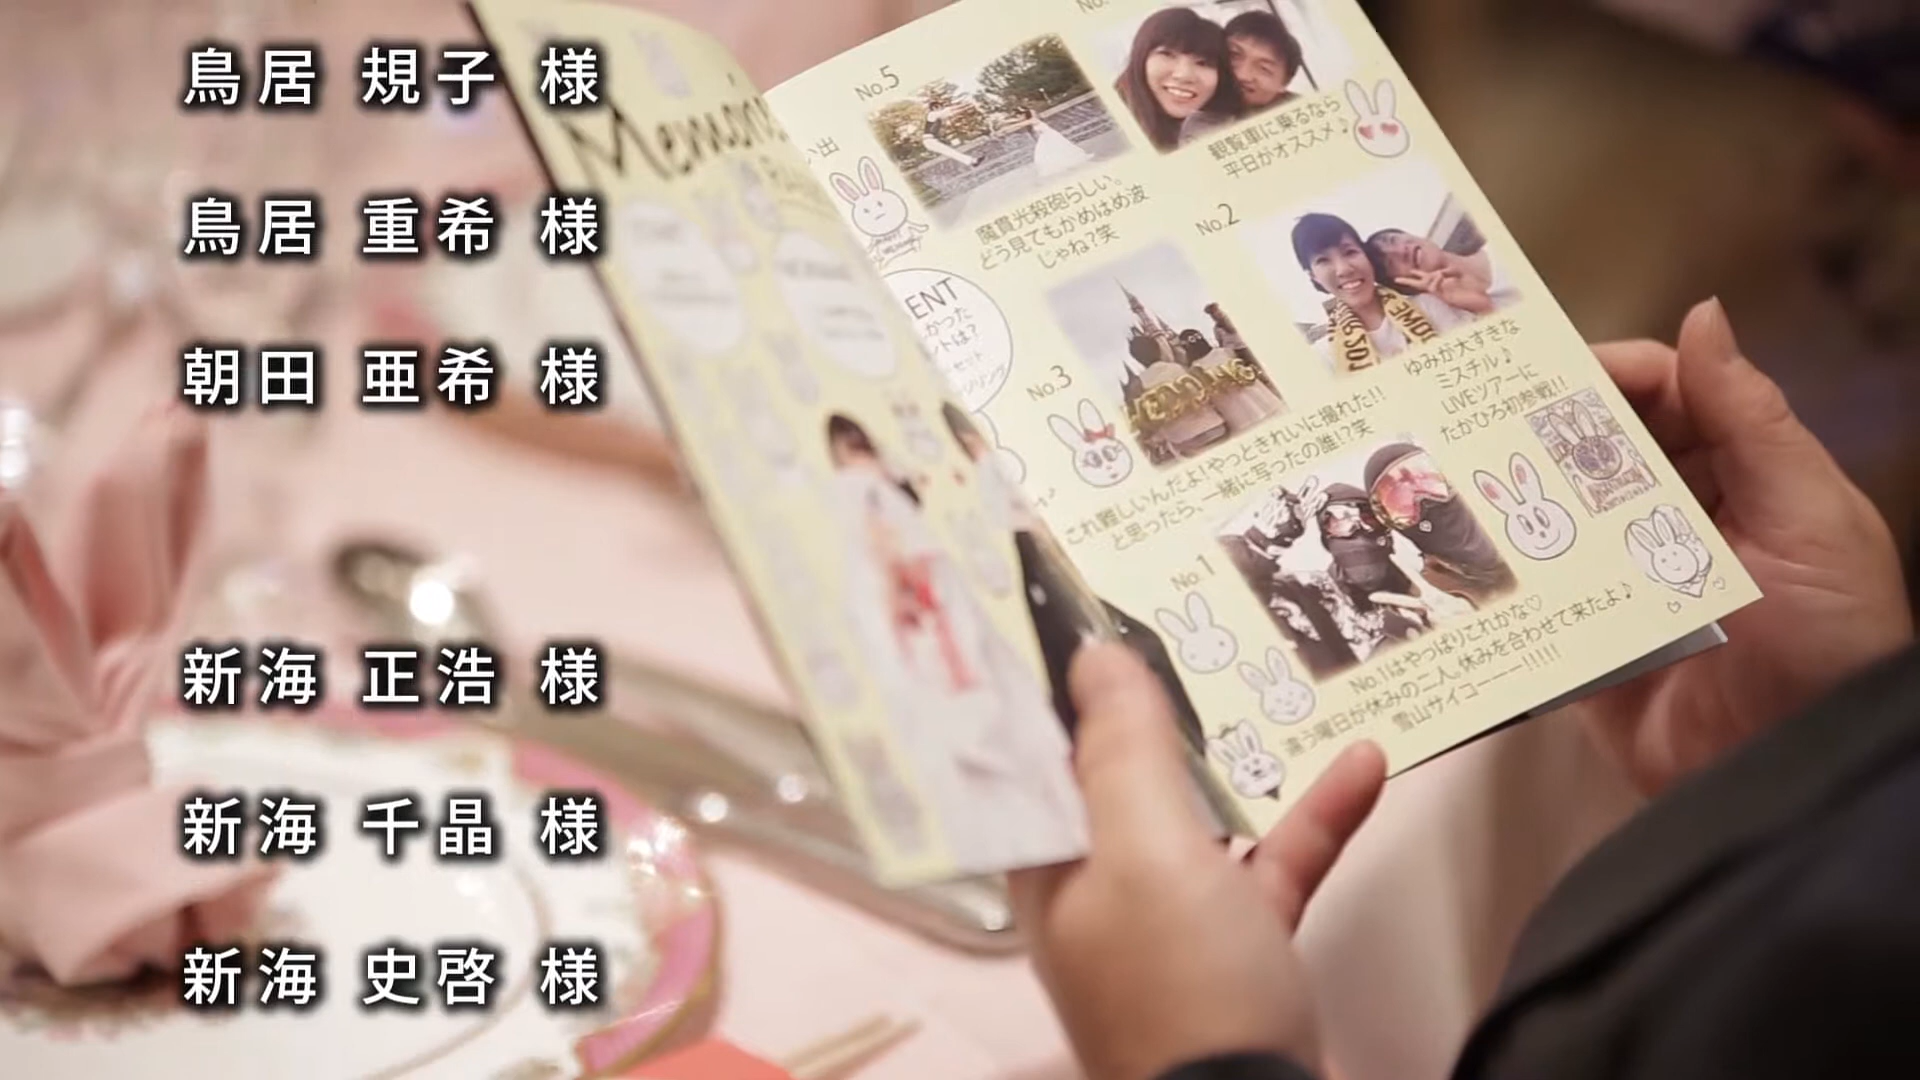 鳥居 規子 様
鳥居 重希 様
朝田 亜希 様
新海 正浩 様
新海 千晶 様
新海 史啓 様
No.5
魔貫光殺砲らしい。
どう見てもかめはめ波
じゃね?笑
観覧車に乗るなら
平日がオススメ♪
No.2
ゆみが大すきな
ミスチル♪
LIVEツアーに
たかひろ初参戦!!
No.3
これ難しいんだよ!やっときれいに撮れた!!
と思ったら、一緒に写ったの誰!?笑
No.1
No.1はやっぱりこれかな♡
違う曜日が休みの二人。休みを合わせて来たよ♪
雪山サイコーーー!!!!!